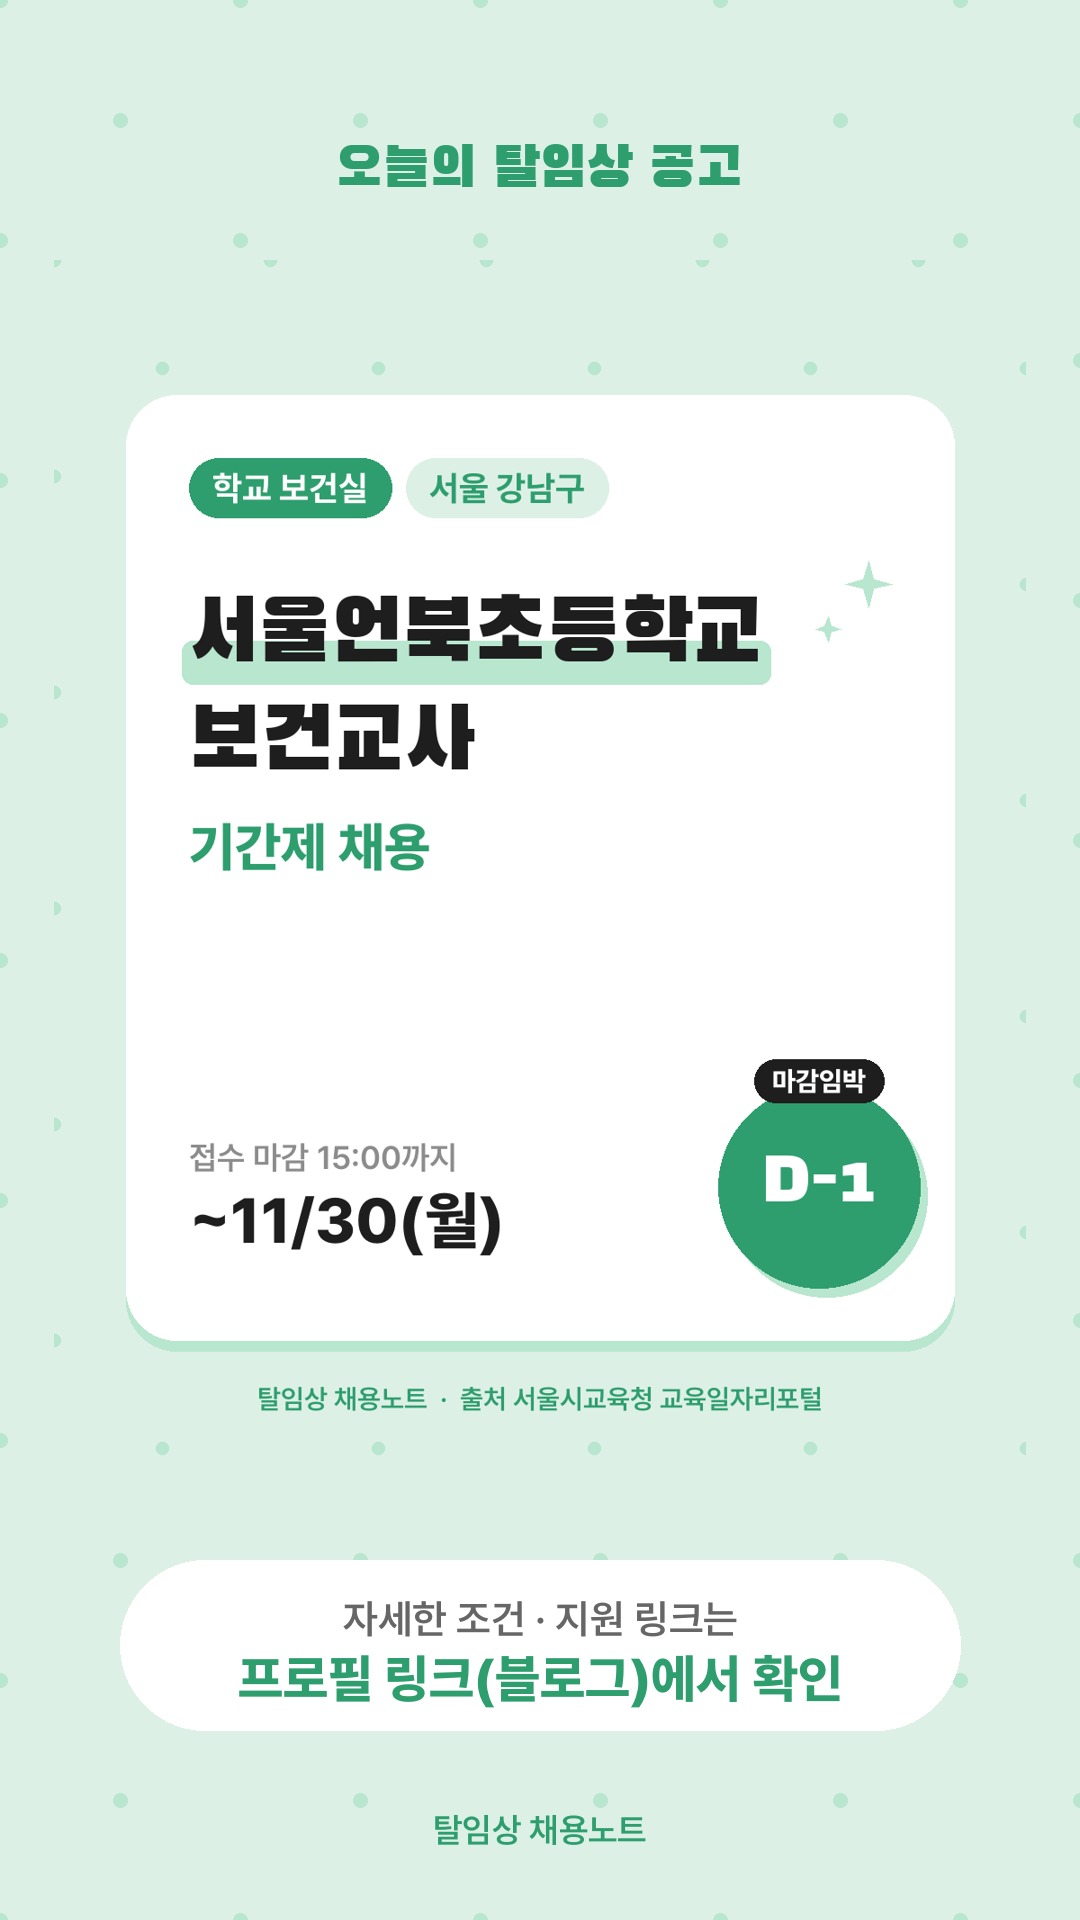 오늘의 탈임상 공고
학교 보건실
서울 강남구
서울언북초등학교
보건교사
기간제 채용
마감임박
D-1
접수 마감 15:00까지
~11/30(월)
탈임상 채용노트 · 출처 서울시교육청 교육일자리포털
자세한 조건 · 지원 링크는
프로필 링크(블로그)에서 확인
탈임상 채용노트